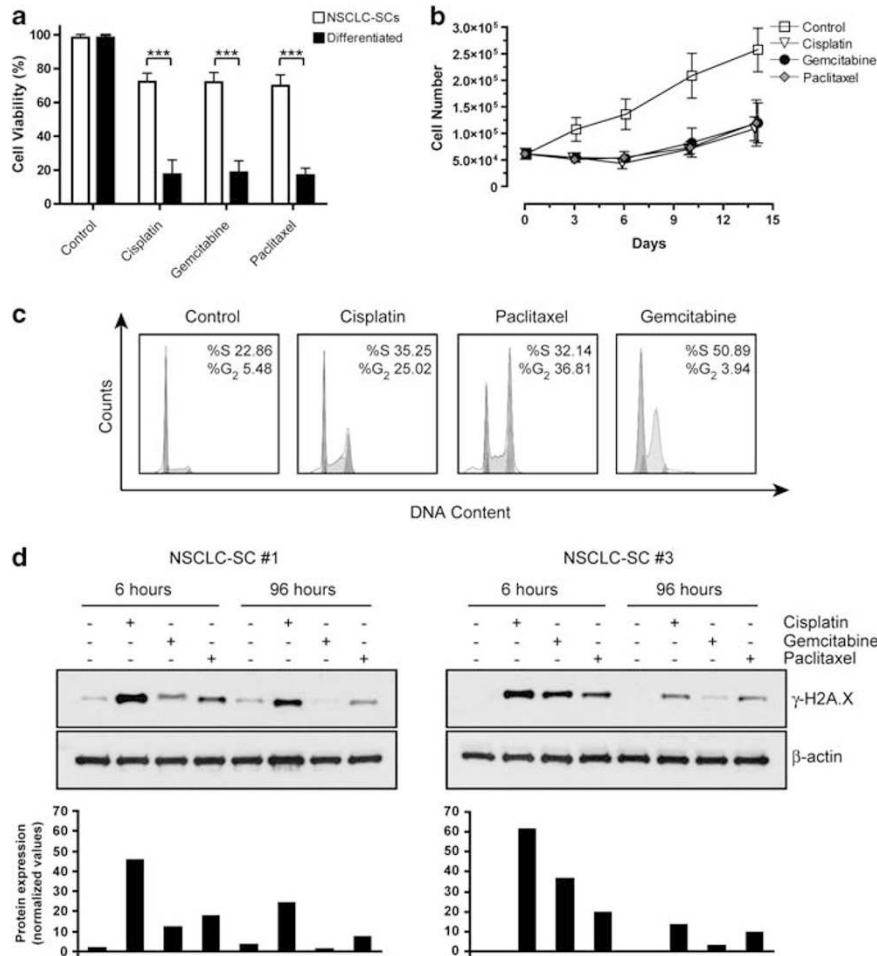 a
NSCLC-SCs
Differentiated
Cell Viability (%)
100
80
60
40
20
0
***
***
***
Control
Cisplatin
Gemcitabine
Paclitaxel
b
Control
Cisplatin
Gemcitabine
Paclitaxel
Cell Number
3.0×10⁵
2.5×10⁵
2.0×10⁵
1.5×10⁵
1.0×10⁵
5.0×10⁴
0
0 3 6 9 12 15
Days
c
Control Cisplatin Paclitaxel Gemcitabine
%S 22.86 %S 35.25 %S 32.14 %S 50.89
%G₂ 5.48 %G₂ 25.02 %G₂ 36.81 %G₂ 3.94
Counts
DNA Content
d
NSCLC-SC #1 NSCLC-SC #3
6 hours 96 hours 6 hours 96 hours
- + - - - + - - - + - - - + - - Cisplatin
- - + - - - + - - - + - - - + - Gemcitabine
- - - + - - - + - - - + - - - + Paclitaxel
γ-H2A.X
β-actin
Protein expression
(normalized values)
70 70
60 60
50 50
40 40
30 30
20 20
10 10
0 0